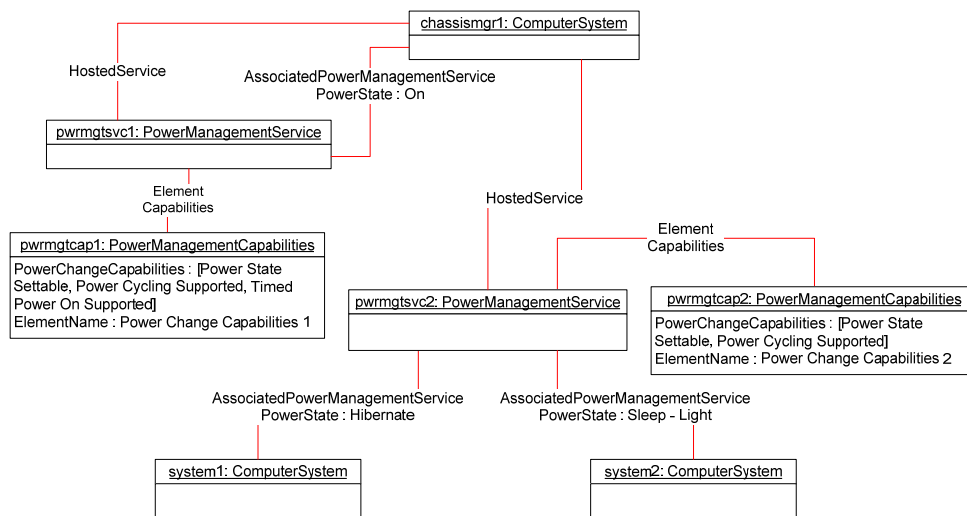 chassismgr1: ComputerSystem
HostedService
AssociatedPowerManagementService
PowerState : On
pwrmgtsvc1: PowerManagementService
Element
Capabilities
pwrmgtcap1: PowerManagementCapabilities
PowerChangeCapabilities : [Power State
Settable, Power Cycling Supported, Timed
Power On Supported]
ElementName : Power Change Capabilities 1
HostedService
Element
Capabilities
pwrmgtsvc2: PowerManagementService
pwrmgtcap2: PowerManagementCapabilities
PowerChangeCapabilities : [Power State
Settable, Power Cycling Supported]
ElementName : Power Change Capabilities 2
AssociatedPowerManagementService
PowerState : Hibernate
AssociatedPowerManagementService
PowerState : Sleep - Light
system1: ComputerSystem
system2: ComputerSystem